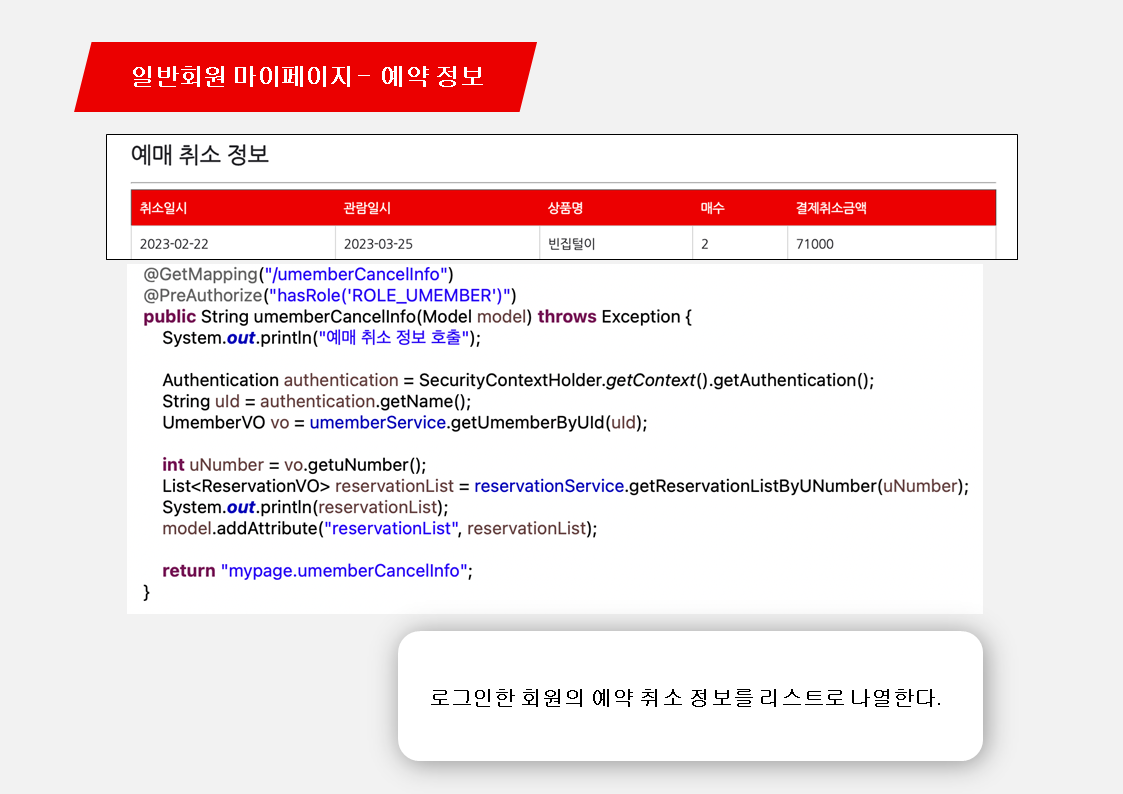 일반회원 마이페이지 – 예약 정보
예매 취소 정보
취소일시 관람일시 상품명 매수 결제취소금액
2023-02-22 2023-03-25 빈집털이 2 71000
@GetMapping("/umemberCancelInfo")
@PreAuthorize("hasRole('ROLE_UMEMBER')")
public String umemberCancelInfo(Model model) throws Exception {
System.out.println("예매 취소 정보 호출");
Authentication authentication = SecurityContextHolder.getContext().getAuthentication();
String uId = authentication.getName();
UmemberVO vo = umemberService.getUmemberByUId(uId);
int uNumber = vo.getuNumber();
List<ReservationVO> reservationList = reservationService.getReservationListByUNumber(uNumber);
System.out.println(reservationList);
model.addAttribute("reservationList", reservationList);
return "mypage.umemberCancelInfo";
}
로그인한 회원의 예약 취소 정보를 리스트로 나열한다.